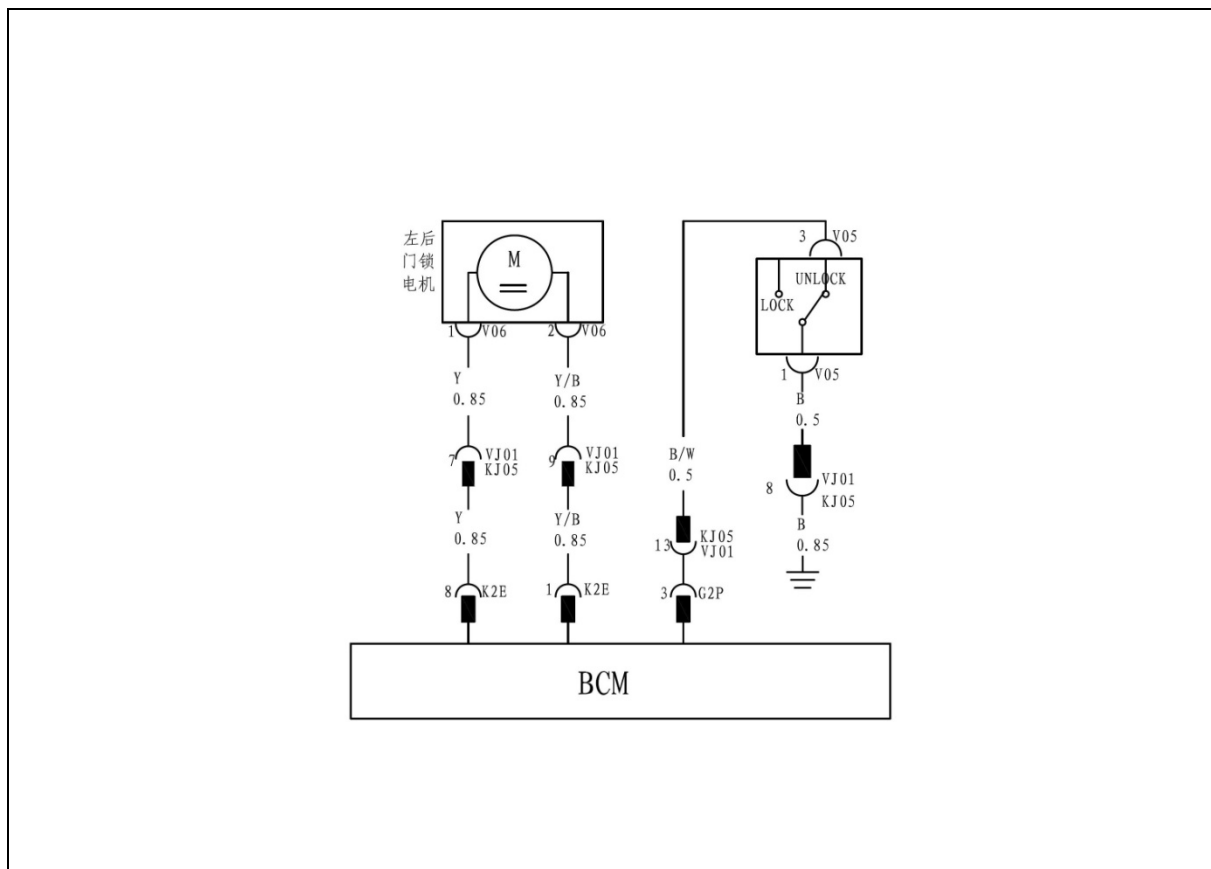 左后
门锁
电机
M
1 V06
2 V06
Y
0.85
Y/B
0.85
7 VJ01
KJ05
9 VJ01
KJ05
Y
0.85
Y/B
0.85
8 K2E
1 K2E
3 V05
UNLOCK
LOCK
1 V05
B
0.5
B/W
0.5
8 VJ01
KJ05
13 KJ05
VJ01
B
0.85
3 G2P
BCM